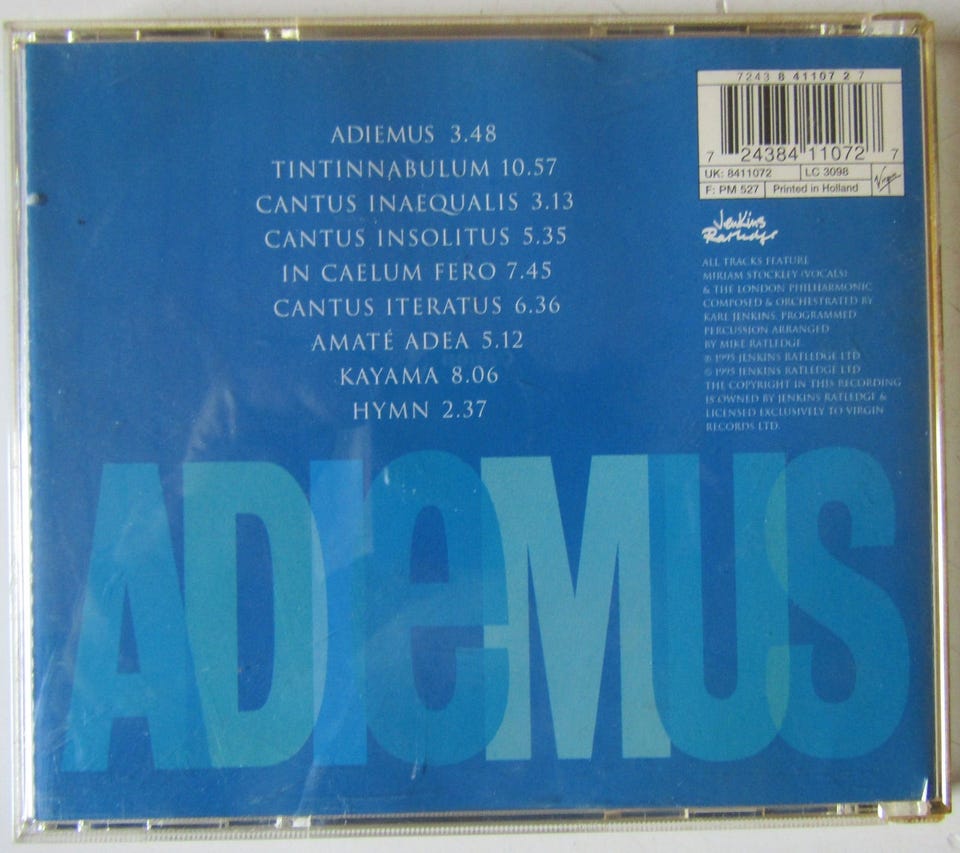 ADIEMUS 3.48
TINTINNABULUM 10.57
CANTUS INAEQUALIS 3.13
CANTUS INSOLITUS 5.35
IN CAELUM FERO 7.45
CANTUS ITERATUS 6.36
AMATÉ ADEA 5.12
KAYAMA 8.06
HYMN 2.37
7243 8 41107 2 7
7 24384 11072 7
UK: 8411072 LC 3098
F: PM 527 Printed in Holland Virgin
Jenkins
Ratledge
ALL TRACKS FEATURE
MIRIAM STOCKLEY (VOCALS)
& THE LONDON PHILHARMONIC
COMPOSED & ORCHESTRATED BY
KARL JENKINS. PROGRAMMED
PERCUSSION ARRANGED
BY MIKE RATLEDGE
℗ 1995 JENKINS RATLEDGE LTD
© 1995 JENKINS RATLEDGE LTD
THE COPYRIGHT IN THIS RECORDING
IS OWNED BY JENKINS RATLEDGE &
LICENSED EXCLUSIVELY TO VIRGIN
RECORDS LTD.
ADIeMUS